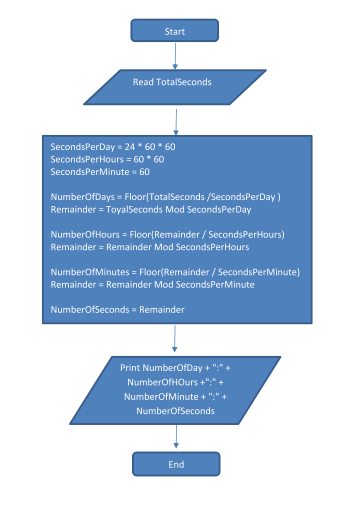 Start
Read TotalSeconds
SecondsPerDay = 24 * 60 * 60
SecondsPerHours = 60 * 60
SecondsPerMinute = 60
NumberOfDays = Floor(TotalSeconds /SecondsPerDay )
Remainder = ToyalSeconds Mod SecondsPerDay
NumberOfHours = Floor(Remainder / SecondsPerHours)
Remainder = Remainder Mod SecondsPerHours
NumberOfMinutes = Floor(Remainder / SecondsPerMinute)
Remainder = Remainder Mod SecondsPerMinute
NumberOfSeconds = Remainder
Print NumberOfDay + ":" +
NumberOfHOurs +":" +
NumberOfMinute + ":" +
NumberOfSeconds
End